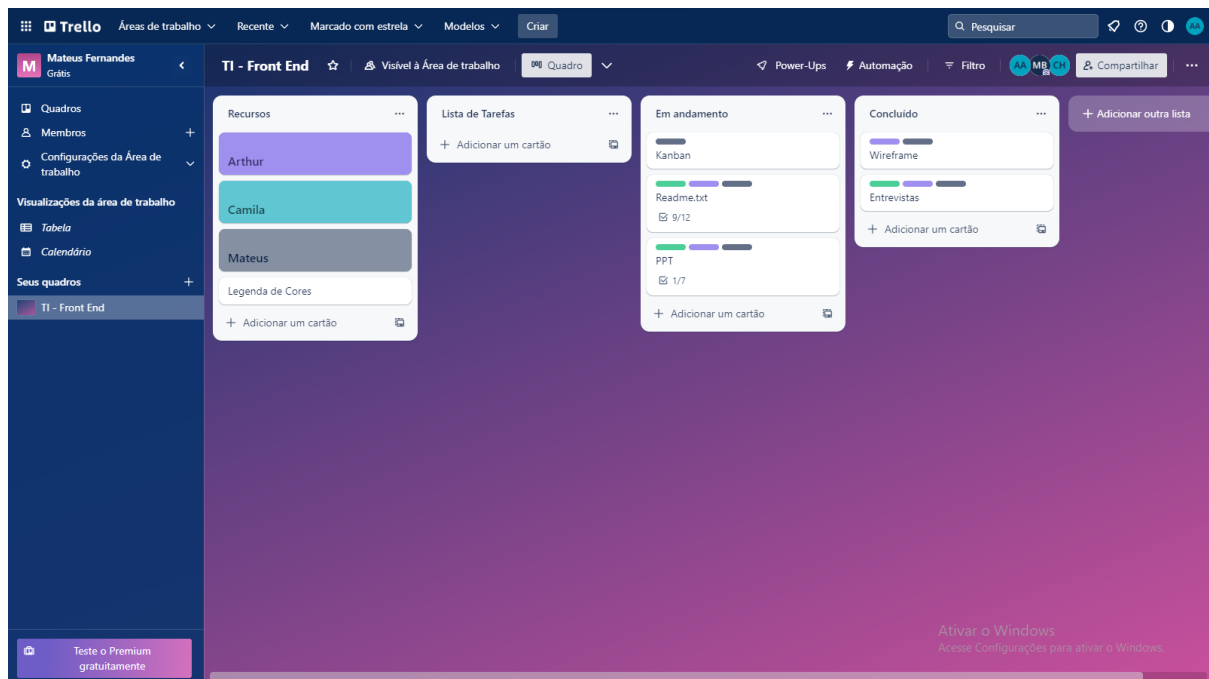 Trello
Áreas de trabalho
Recente
Marcado com estrela
Modelos
Criar
Pesquisar
AA
M
Mateus Fernandes
Grátis
TI - Front End
Visível à Área de trabalho
Quadro
Power-Ups
Automação
Filtro
AA
MB
CH
Compartilhar
Quadros
Membros
Configurações da Área de
trabalho
Visualizações da área de trabalho
Tabela
Calendário
Seus quadros
TI - Front End
Teste o Premium
gratuitamente
Recursos
Arthur
Camila
Mateus
Legenda de Cores
Adicionar um cartão
Lista de Tarefas
Adicionar um cartão
Em andamento
Kanban
Readme.txt
9/12
PPT
1/7
Adicionar um cartão
Concluído
Wireframe
Entrevistas
Adicionar um cartão
Adicionar outra lista
Ativar o Windows
Acesse Configurações para ativar o Windows.